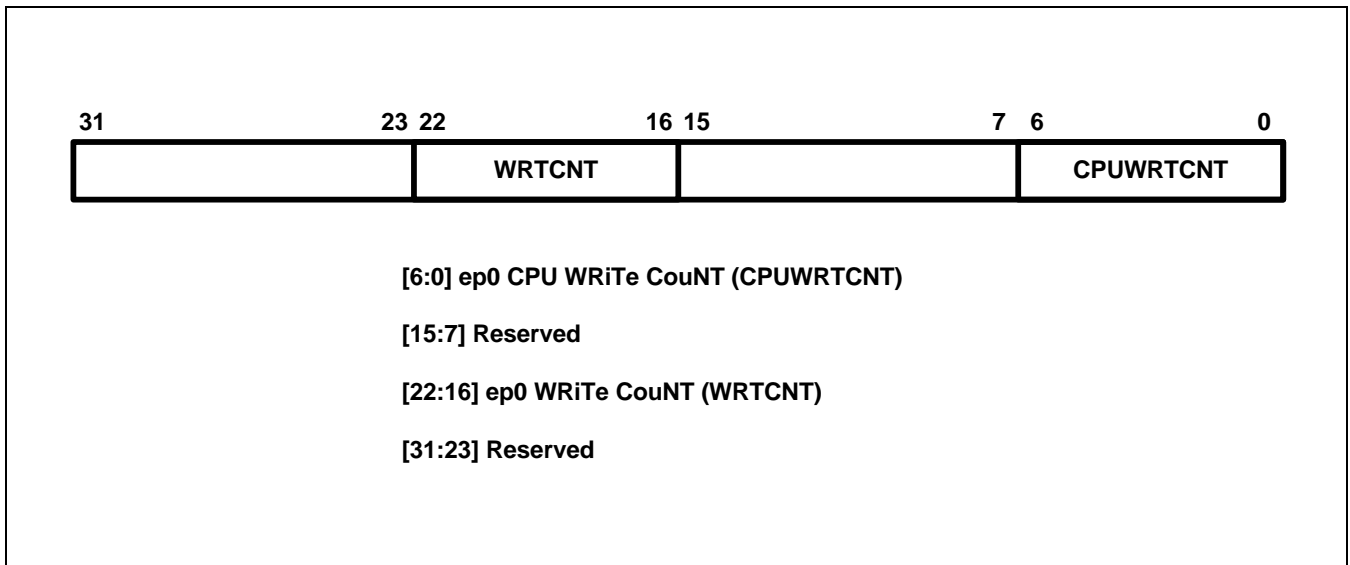 31 23 22 16 15 7 6 0
WRTCNT CPUWRTCNT
[6:0] ep0 CPU WRiTe CouNT (CPUWRTCNT)
[15:7] Reserved
[22:16] ep0 WRiTe CouNT (WRTCNT)
[31:23] Reserved